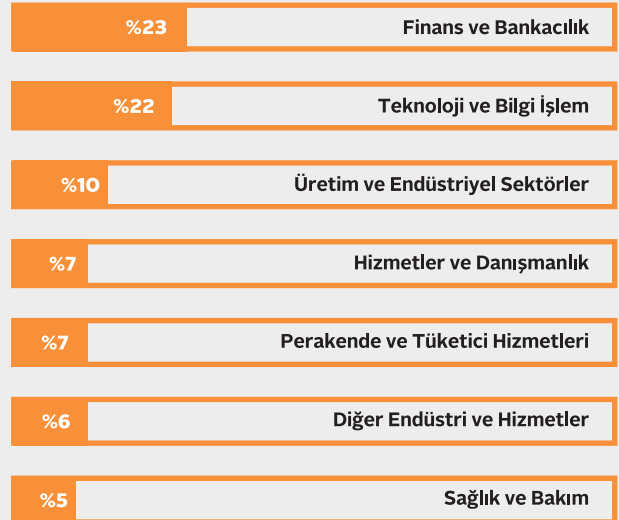 %23 Finans ve Bankacılık
%22 Teknoloji ve Bilgi İşlem
%10 Üretim ve Endüstriyel Sektörler
%7 Hizmetler ve Danışmanlık
%7 Perakende ve Tüketici Hizmetleri
%6 Diğer Endüstri ve Hizmetler
%5 Sağlık ve Bakım